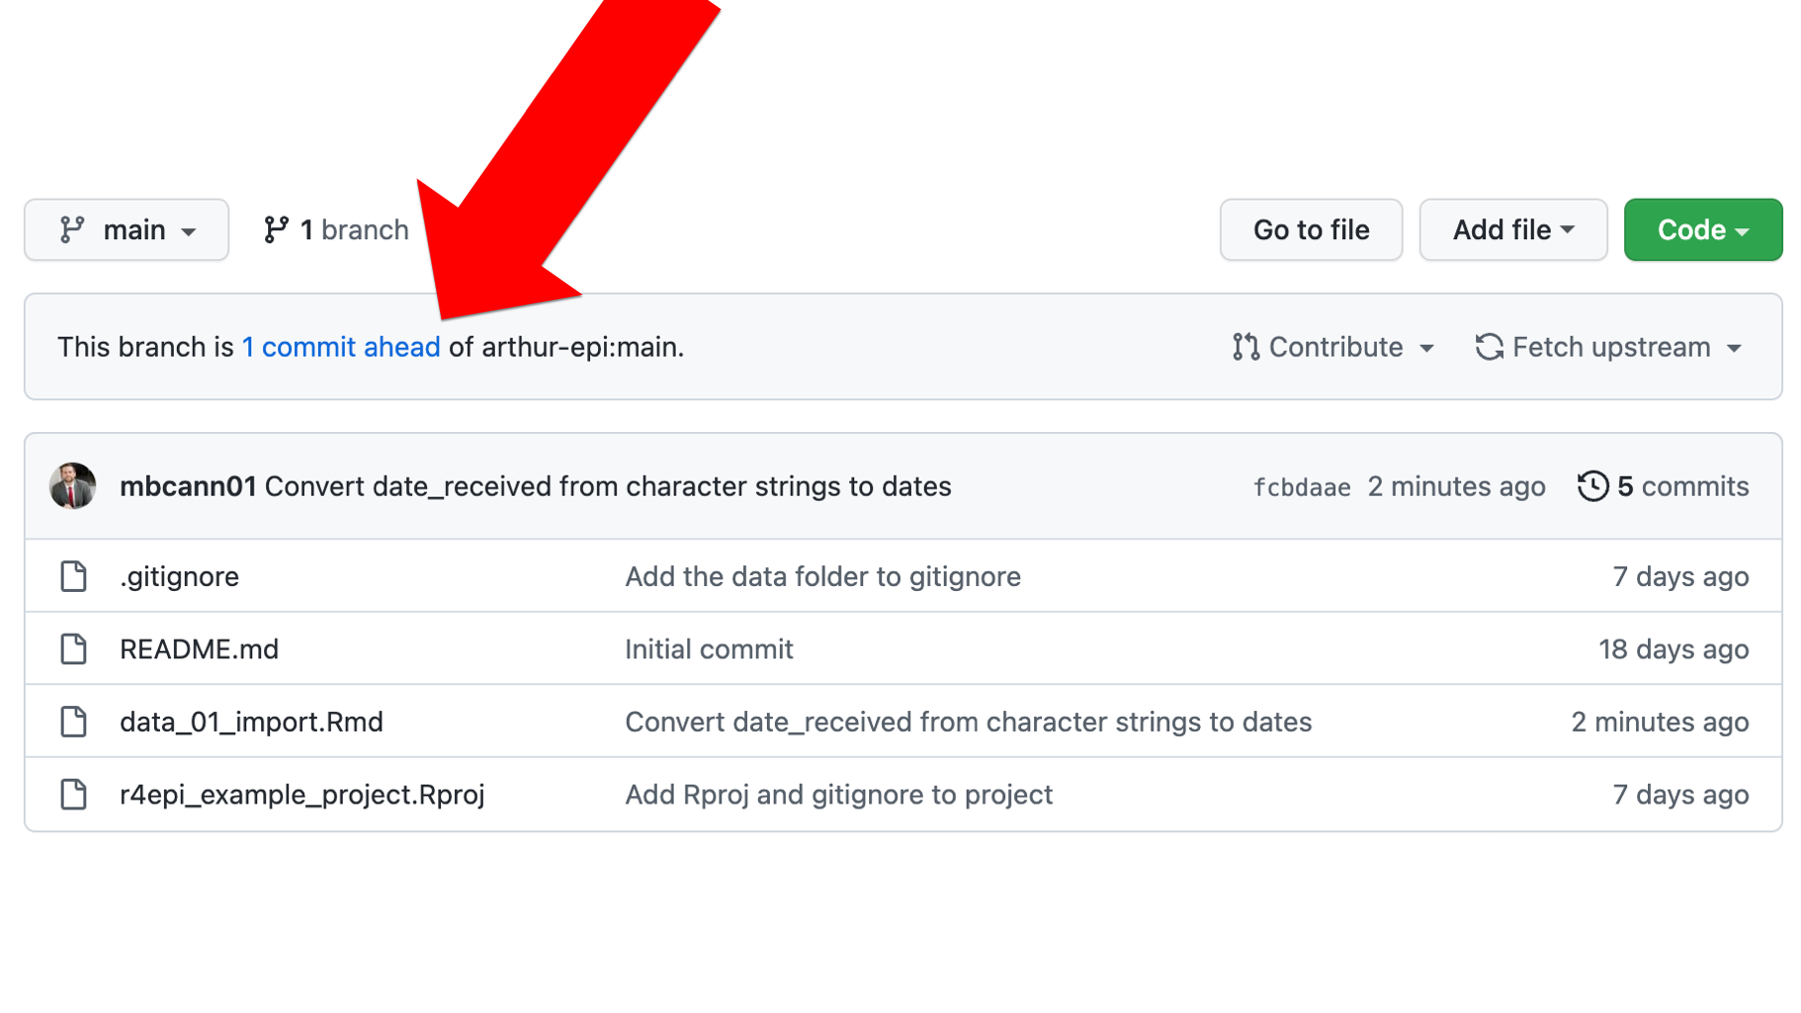 main 1 branch Go to file Add file Code
This branch is 1 commit ahead of arthur-epi:main. Contribute Fetch upstream
mbcann01 Convert date_received from character strings to dates fcbdaae 2 minutes ago 5 commits
.gitignore Add the data folder to gitignore 7 days ago
README.md Initial commit 18 days ago
data_01_import.Rmd Convert date_received from character strings to dates 2 minutes ago
r4epi_example_project.Rproj Add Rproj and gitignore to project 7 days ago